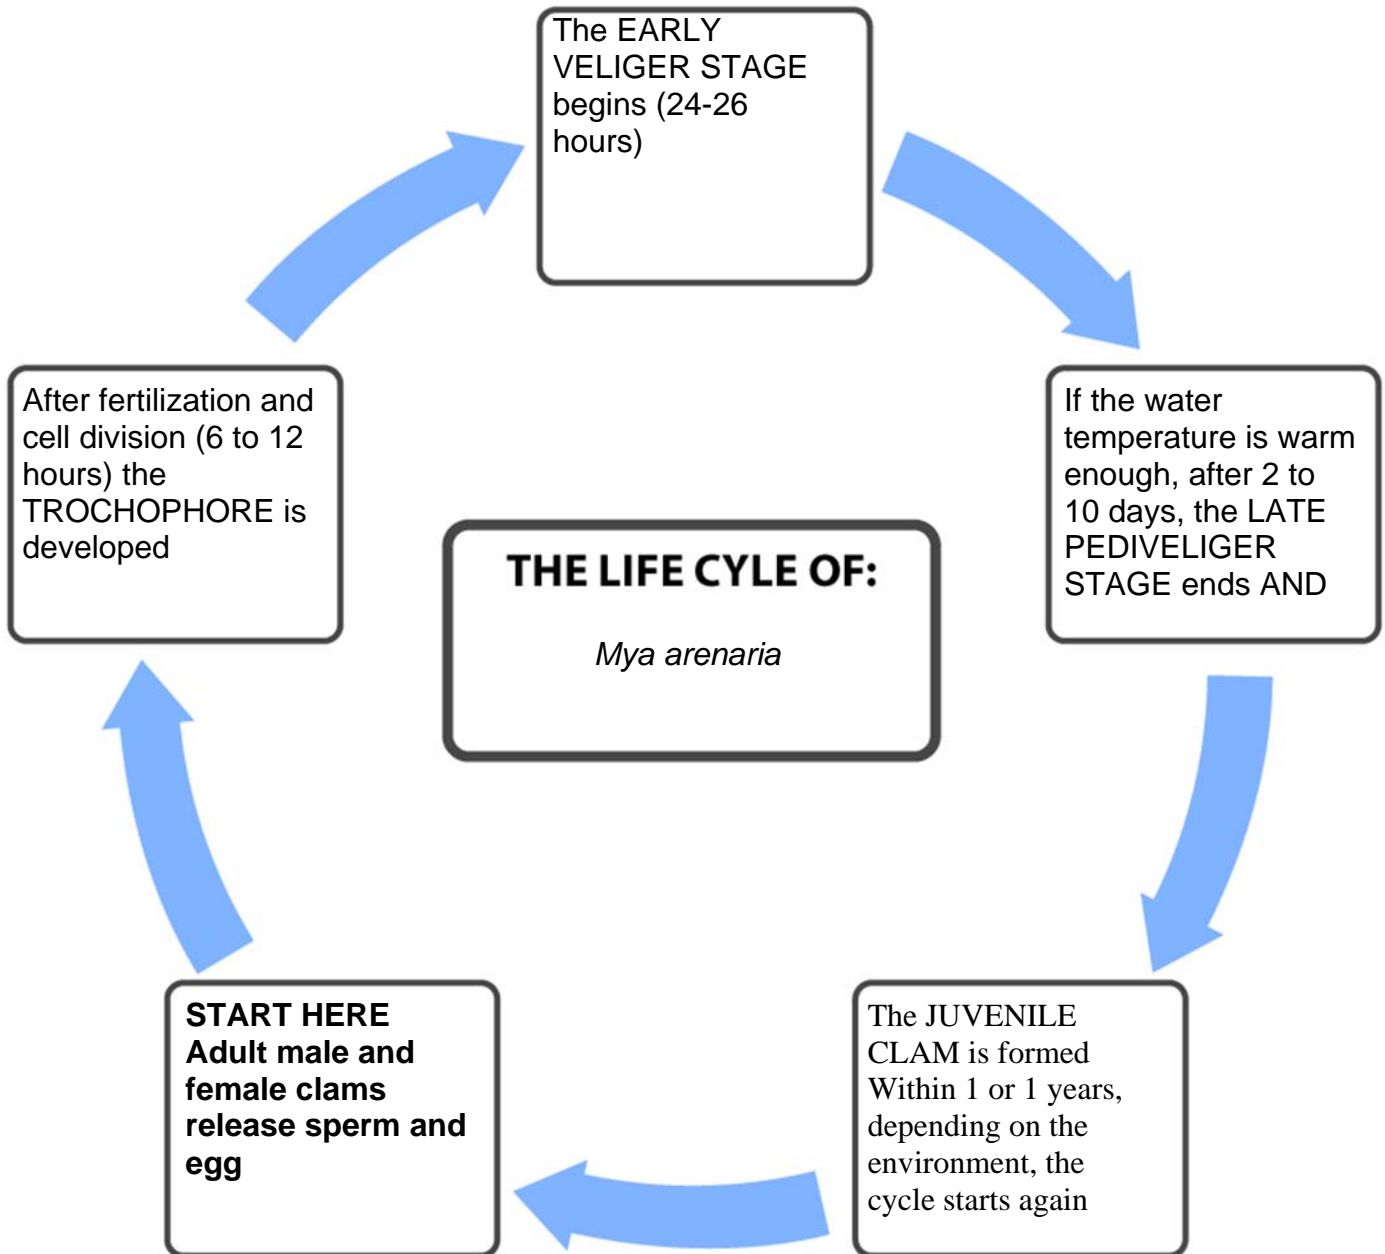 The EARLY
VELIGER STAGE
begins (24-26
hours)
If the water
temperature is warm
enough, after 2 to
10 days, the LATE
PEDIVELIGER
STAGE ends AND
The JUVENILE
CLAM is formed
Within 1 or 1 years,
depending on the
environment, the
cycle starts again
START HERE
Adult male and
female clams
release sperm and
egg
After fertilization and
cell division (6 to 12
hours) the
TROCHOPHORE is
developed
THE LIFE CYLE OF:
Mya arenaria